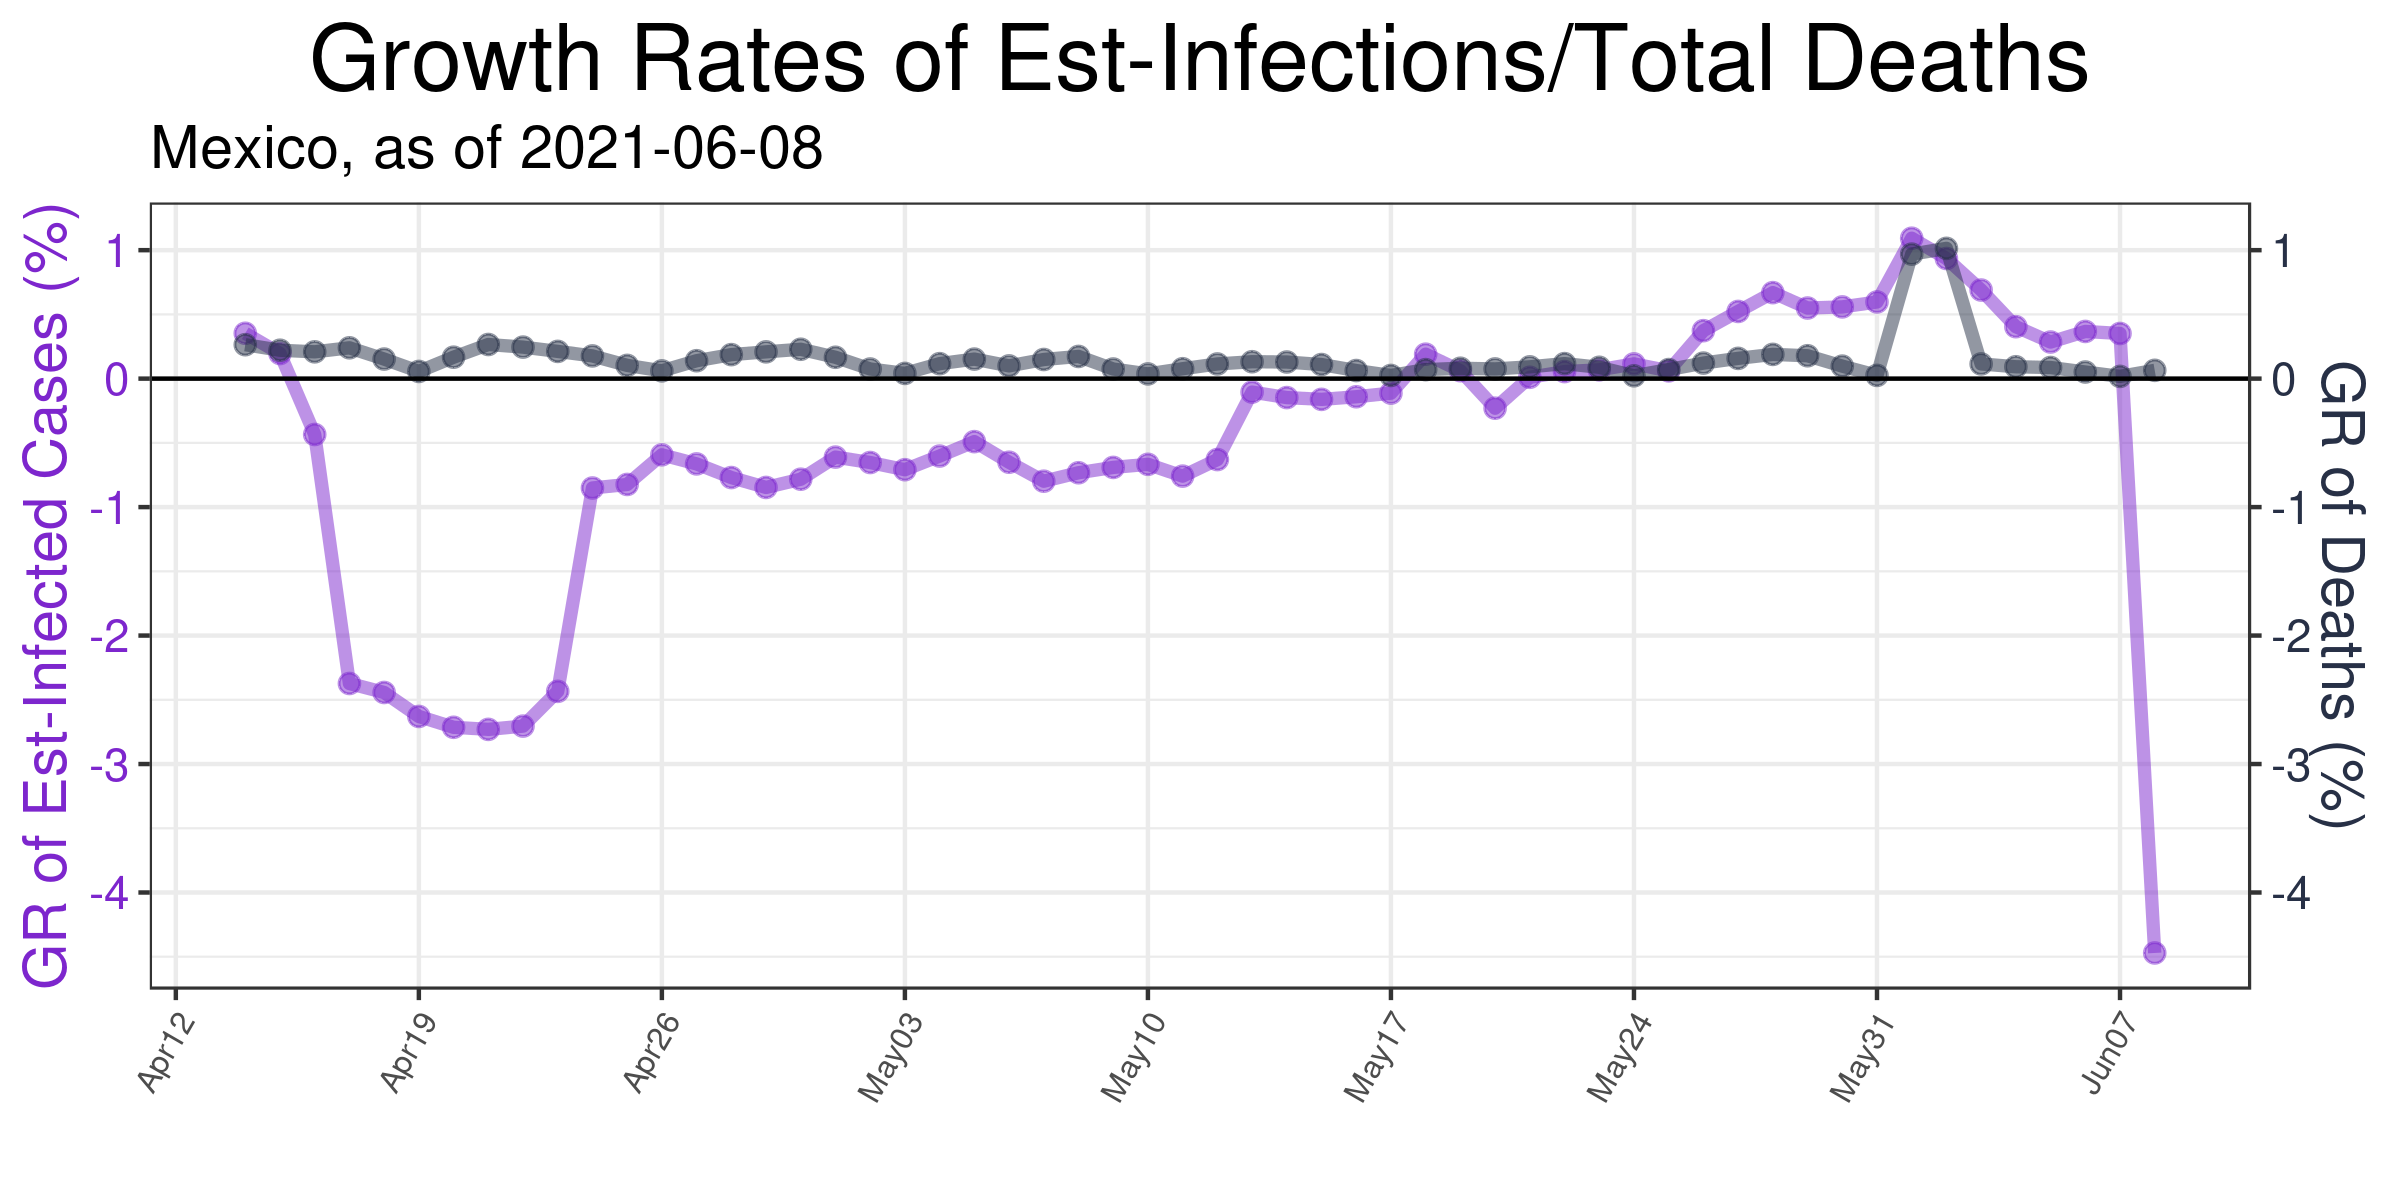 Growth Rates of Est-Infections/Total Deaths
Mexico, as of 2021-06-08
GR of Est-Infected Cases (%)
1
0
-1
-2
-3
-4
1
0
-1
-2
-3
-4
GR of Deaths (%)
Apr12
Apr19
Apr26
May03
May10
May17
May24
May31
Jun07